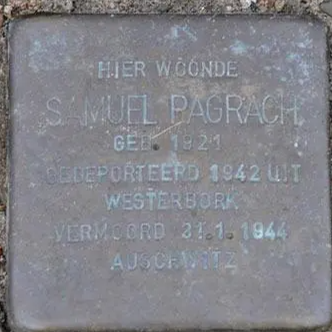 HIER WOONDE
SAMUEL PAGRACH
GEB. 1921
GEDEPORTEERD 1942 UIT
WESTERBORK
VERMOORD 31.1.1944
AUSCHWITZ